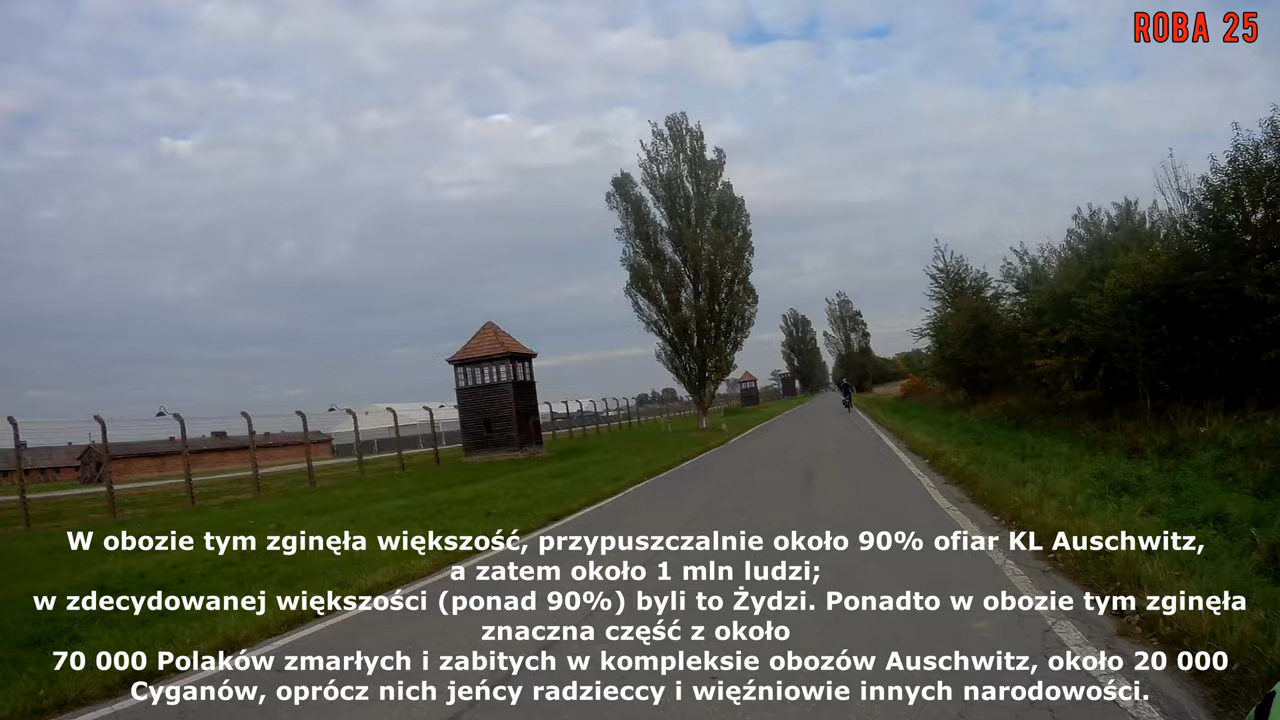 ROBA 25
W obozie tym zginęła większość, przypuszczalnie około 90% ofiar KL Auschwitz,
a zatem około 1 mln ludzi;
w zdecydowanej większości (ponad 90%) byli to Żydzi. Ponadto w obozie tym zginęła
znaczna część z około
70 000 Polaków zmarłych i zabitych w kompleksie obozów Auschwitz, około 20 000
Cyganów, oprócz nich jeńcy radzieccy i więźniowie innych narodowości.